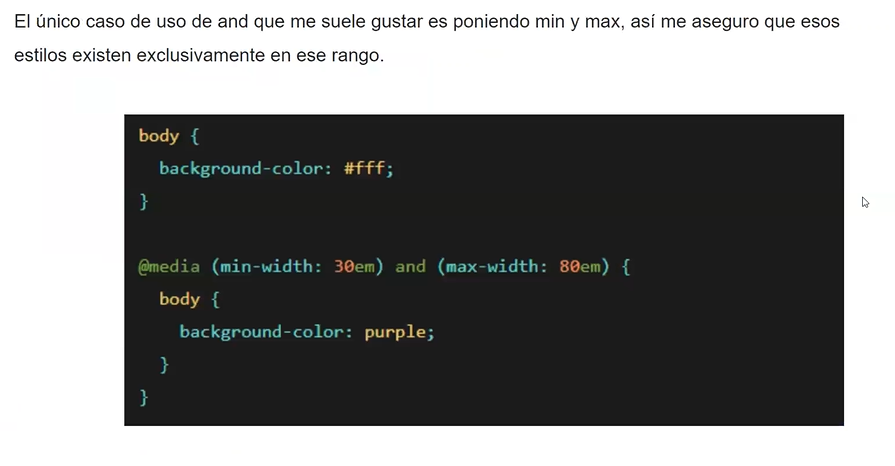 El único caso de uso de and que me suele gustar es poniendo min y max, así me aseguro que esos
estilos existen exclusivamente en ese rango.
body {
  background-color: #fff;
}
@media (min-width: 30em) and (max-width: 80em) {
  body {
    background-color: purple;
  }
}